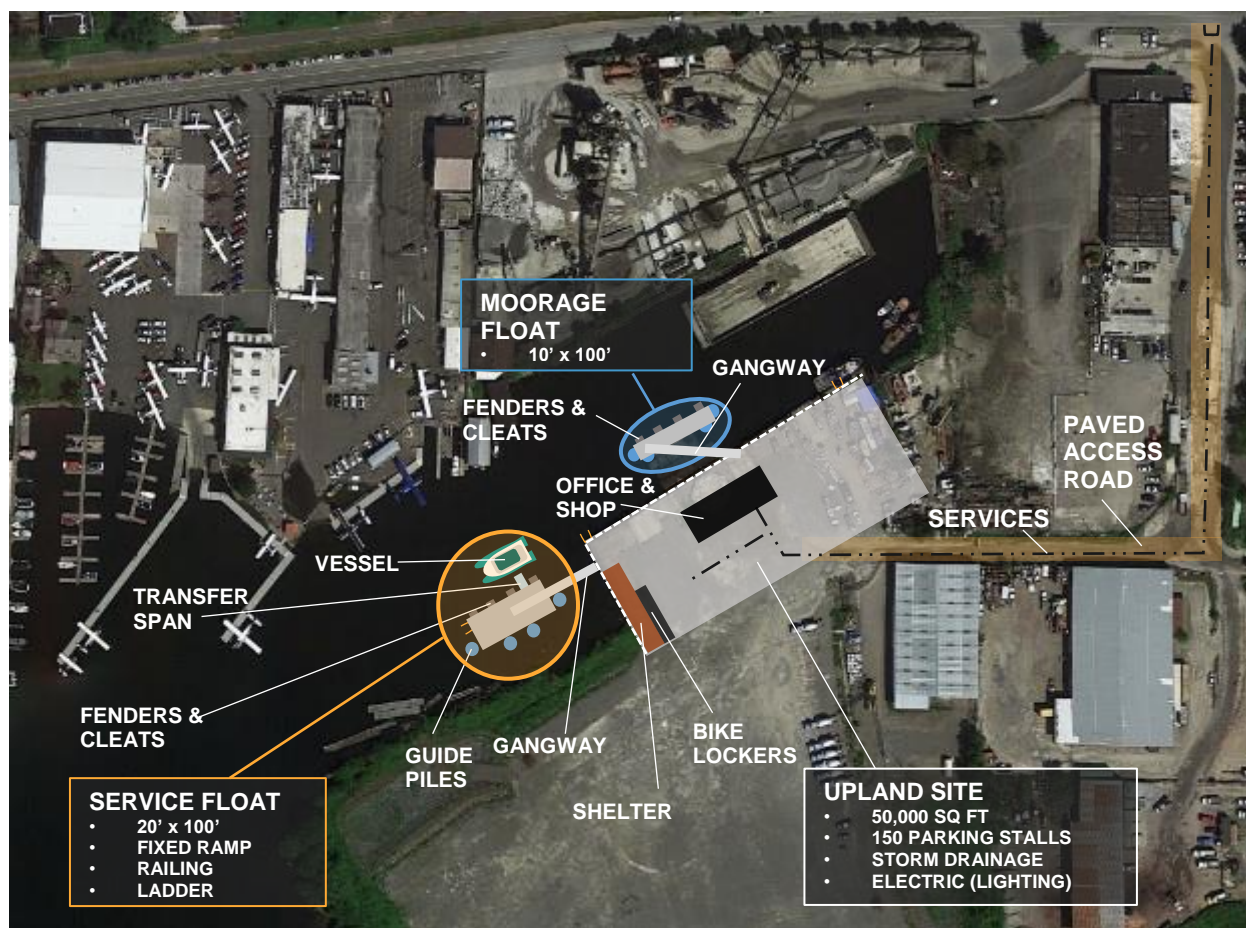 MOORAGE
FLOAT
• 10’ x 100’
GANGWAY
FENDERS &
CLEATS
PAVED
ACCESS
ROAD
OFFICE &
SHOP
SERVICES
VESSEL
TRANSFER
SPAN
FENDERS &
CLEATS
GUIDE
PILES
GANGWAY
BIKE
LOCKERS
SHELTER
SERVICE FLOAT
• 20’ x 100’
• FIXED RAMP
• RAILING
• LADDER
UPLAND SITE
• 50,000 SQ FT
• 150 PARKING STALLS
• STORM DRAINAGE
• ELECTRIC (LIGHTING)